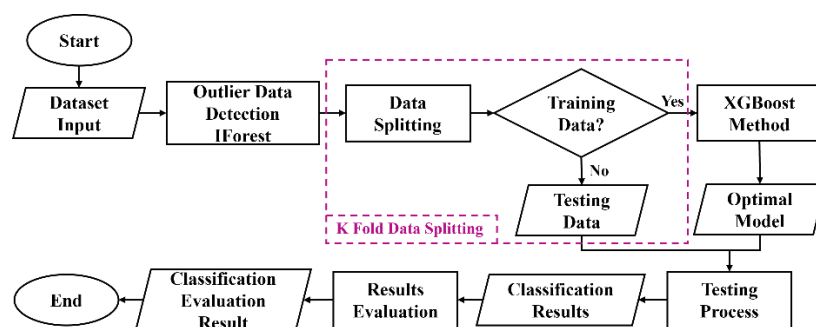 Start
Dataset
Input
Outlier Data
Detection
IForest
Data
Splitting
Training
Data?
Yes
XGBoost
Method
No
Testing
Data
Optimal
Model
K Fold Data Splitting
End
Classification
Evaluation
Result
Results
Evaluation
Classification
Results
Testing
Process